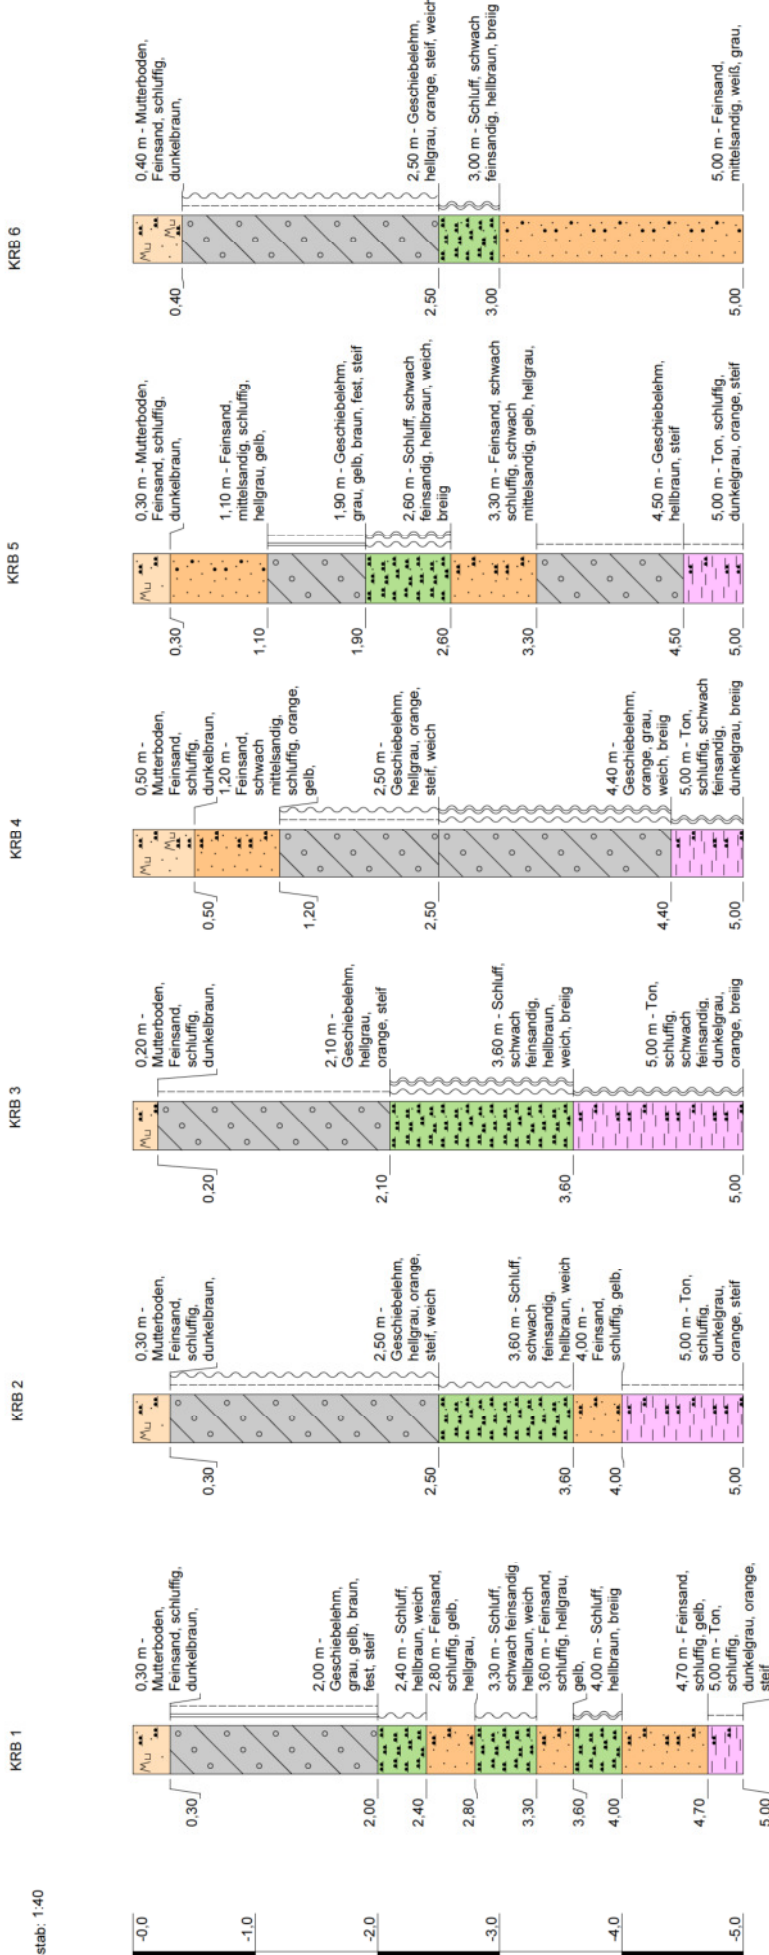 stab: 1:40
-0,0
-1,0
-2,0
-3,0
-4,0
-5,0
KRB 1
0,30
2,00
2,40
2,80
3,30
3,60
4,00
4,70
5,00
0,30 m -
Mutterboden,
Feinsand, schluffig,
dunkelbraun,
2,00 m -
Geschiebelehm,
grau, gelb, braun,
fest, steif
2,40 m - Schluff,
hellbraun, weich
2,80 m - Feinsand,
schluffig, gelb,
hellgrau,
3,30 m - Schluff,
schwach feinsandig,
hellbraun, weich
3,60 m - Feinsand,
schluffig, hellgrau,
gelb,
4,00 m - Schluff,
hellbraun, breiig
4,70 m - Feinsand,
schluffig, gelb,
5,00 m - Ton,
schluffig,
dunkelgrau, orange,
steif
KRB 2
0,30
2,50
3,60
4,00
5,00
0,30 m -
Mutterboden,
Feinsand,
schluffig,
dunkelbraun,
2,50 m -
Geschiebelehm,
hellgrau, orange,
steif, weich
3,60 m - Schluff,
schwach
feinsandig,
hellbraun, weich
4,00 m -
Feinsand,
schluffig, gelb,
5,00 m - Ton,
schluffig,
dunkelgrau,
orange, steif
KRB 3
0,20
2,10
3,60
5,00
0,20 m -
Mutterboden,
Feinsand,
schluffig,
dunkelbraun,
2,10 m -
Geschiebelehm,
hellgrau,
orange, steif
3,60 m - Schluff,
schwach
feinsandig,
hellbraun,
weich, breiig
5,00 m - Ton,
schluffig,
schwach
feinsandig,
dunkelgrau,
orange, breiig
KRB 4
0,50
1,20
2,50
4,40
5,00
0,50 m -
Mutterboden,
Feinsand,
schluffig,
dunkelbraun,
1,20 m -
Feinsand,
schwach
mittelsandig,
schluffig, orange,
gelb,
2,50 m -
Geschiebelehm,
hellgrau, orange,
steif, weich
4,40 m -
Geschiebelehm,
orange, grau,
weich, breiig
5,00 m - Ton,
schluffig, schwach
feinsandig,
dunkelgrau, breiig
KRB 5
0,30
1,10
1,90
2,60
3,30
4,50
5,00
0,30 m - Mutterboden,
Feinsand, schluffig,
dunkelbraun,
1,10 m - Feinsand,
mittelsandig, schluffig,
hellgrau, gelb,
1,90 m - Geschiebelehm,
grau, gelb, braun, fest, steif
2,60 m - Schluff, schwach
feinsandig, hellbraun, weich,
breiig
3,30 m - Feinsand, schwach
schluffig, schwach
mittelsandig, gelb, hellgrau,
4,50 m - Geschiebelehm,
hellbraun, steif
5,00 m - Ton, schluffig,
dunkelgrau, orange, steif
KRB 6
0,40
2,50
3,00
5,00
0,40 m - Mutterboden,
Feinsand, schluffig,
dunkelbraun,
2,50 m - Geschiebelehm,
hellgrau, orange, steif, weich
3,00 m - Schluff, schwach
feinsandig, hellbraun, breiig
5,00 m - Feinsand,
mittelsandig, weiß, grau,